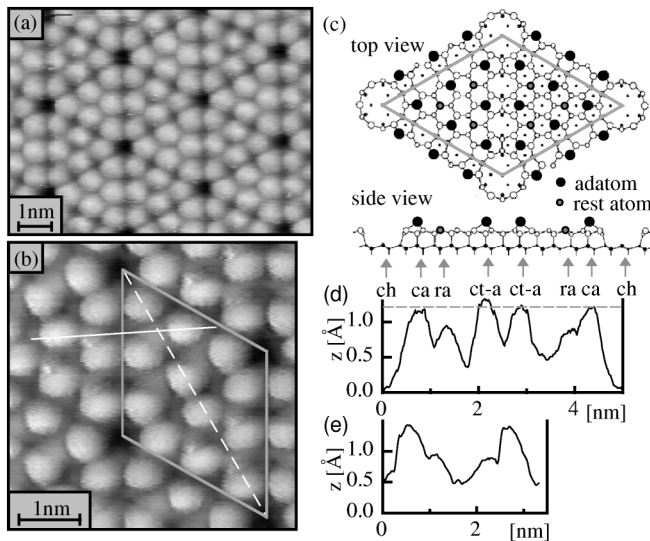 (a)
1nm
(b)
1nm
(c)
top view
adatom
rest atom
side view
ch ca ra ct-a ct-a ra ca ch
(d)
z [Å]
1.0
0.5
0.0
0 2 4 [nm]
(e)
z [Å]
1.0
0.5
0 2 [nm]